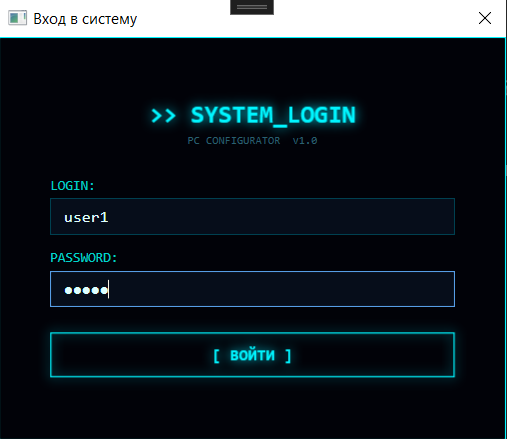 Вход в систему
>> SYSTEM_LOGIN
PC CONFIGURATOR v1.0
LOGIN:
user1
PASSWORD:
●●●●●
[ ВОЙТИ ]